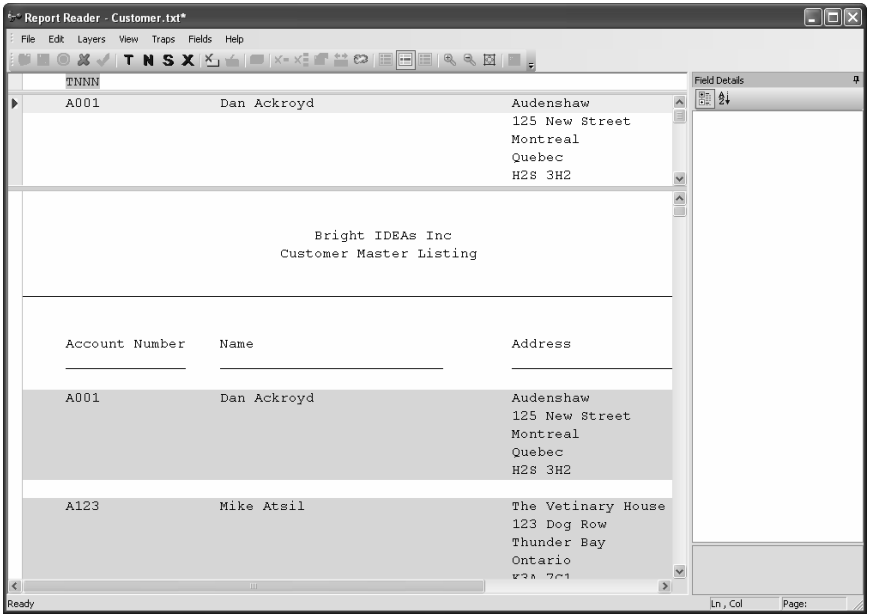 Report Reader - Customer.txt*
File Edit Layers View Traps Fields Help
T N S X
TNNN
Field Details
A001 Dan Ackroyd Audenshaw
125 New Street
Montreal
Quebec
H2S 3H2
Bright IDEAs Inc
Customer Master Listing
Account Number Name Address
A001 Dan Ackroyd Audenshaw
125 New Street
Montreal
Quebec
H2S 3H2
A123 Mike Atsil The Vetinary House
123 Dog Row
Thunder Bay
Ontario
K3A 7C1
Ready Ln , Col Page: